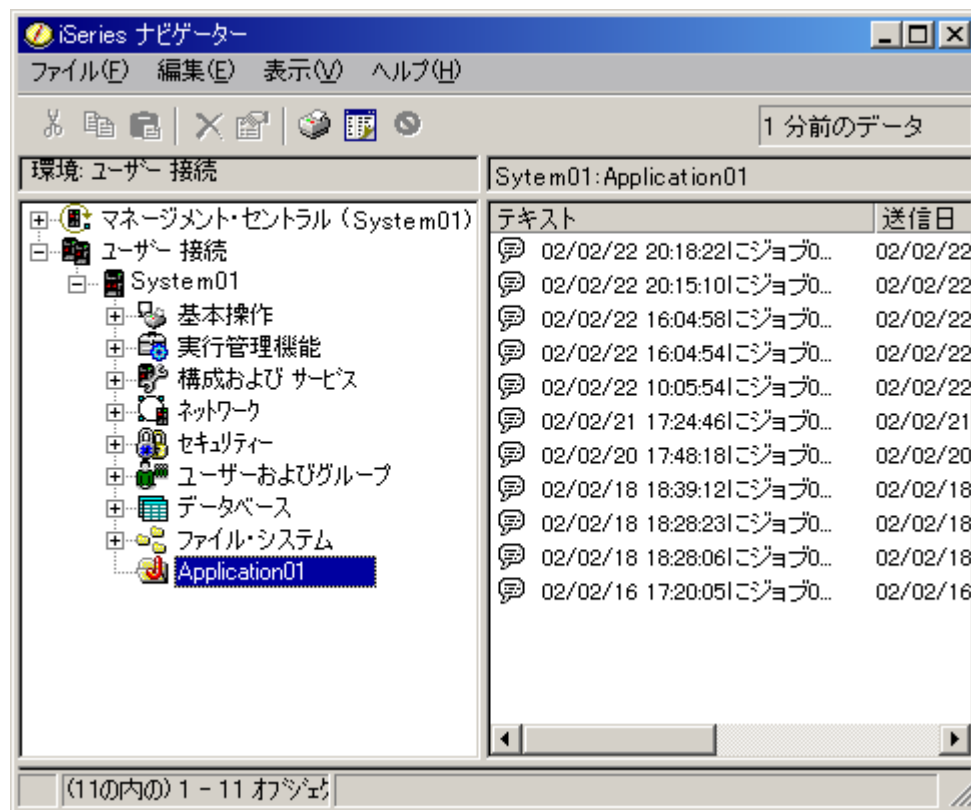 iSeries ナビゲーター
ファイル(F) 編集(E) 表示(V) ヘルプ(H)
1 分前のデータ
環境: ユーザー 接続
Sytem01:Application01
マネージメント・セントラル (System01)
ユーザー 接続
System01
基本操作
実行管理機能
構成および サービス
ネットワーク
セキュリティー
ユーザーおよびグループ
データベース
ファイル・システム
Application01
テキスト 送信日
02/02/22 20:18:22にジョブ0... 02/02/22
02/02/22 20:15:10にジョブ0... 02/02/22
02/02/22 16:04:58にジョブ0... 02/02/22
02/02/22 16:04:54にジョブ0... 02/02/22
02/02/22 10:05:54にジョブ0... 02/02/22
02/02/21 17:24:46にジョブ0... 02/02/21
02/02/20 17:48:18にジョブ0... 02/02/20
02/02/18 18:39:12にジョブ0... 02/02/18
02/02/18 18:28:23にジョブ0... 02/02/18
02/02/18 18:28:06にジョブ0... 02/02/18
02/02/16 17:20:05にジョブ0... 02/02/16
(11の内の) 1 - 11 オブジェク